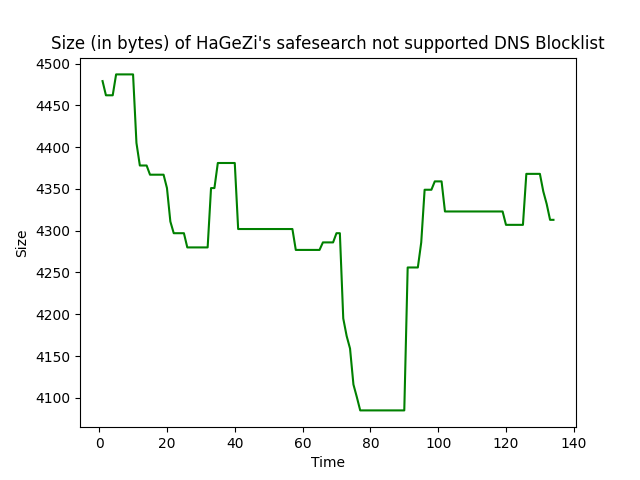 Size (in bytes) of HaGeZi's safesearch not supported DNS Blocklist
4500
4450
4400
4350
4300
4250
4200
4150
4100
Size
0 20 40 60 80 100 120 140
Time